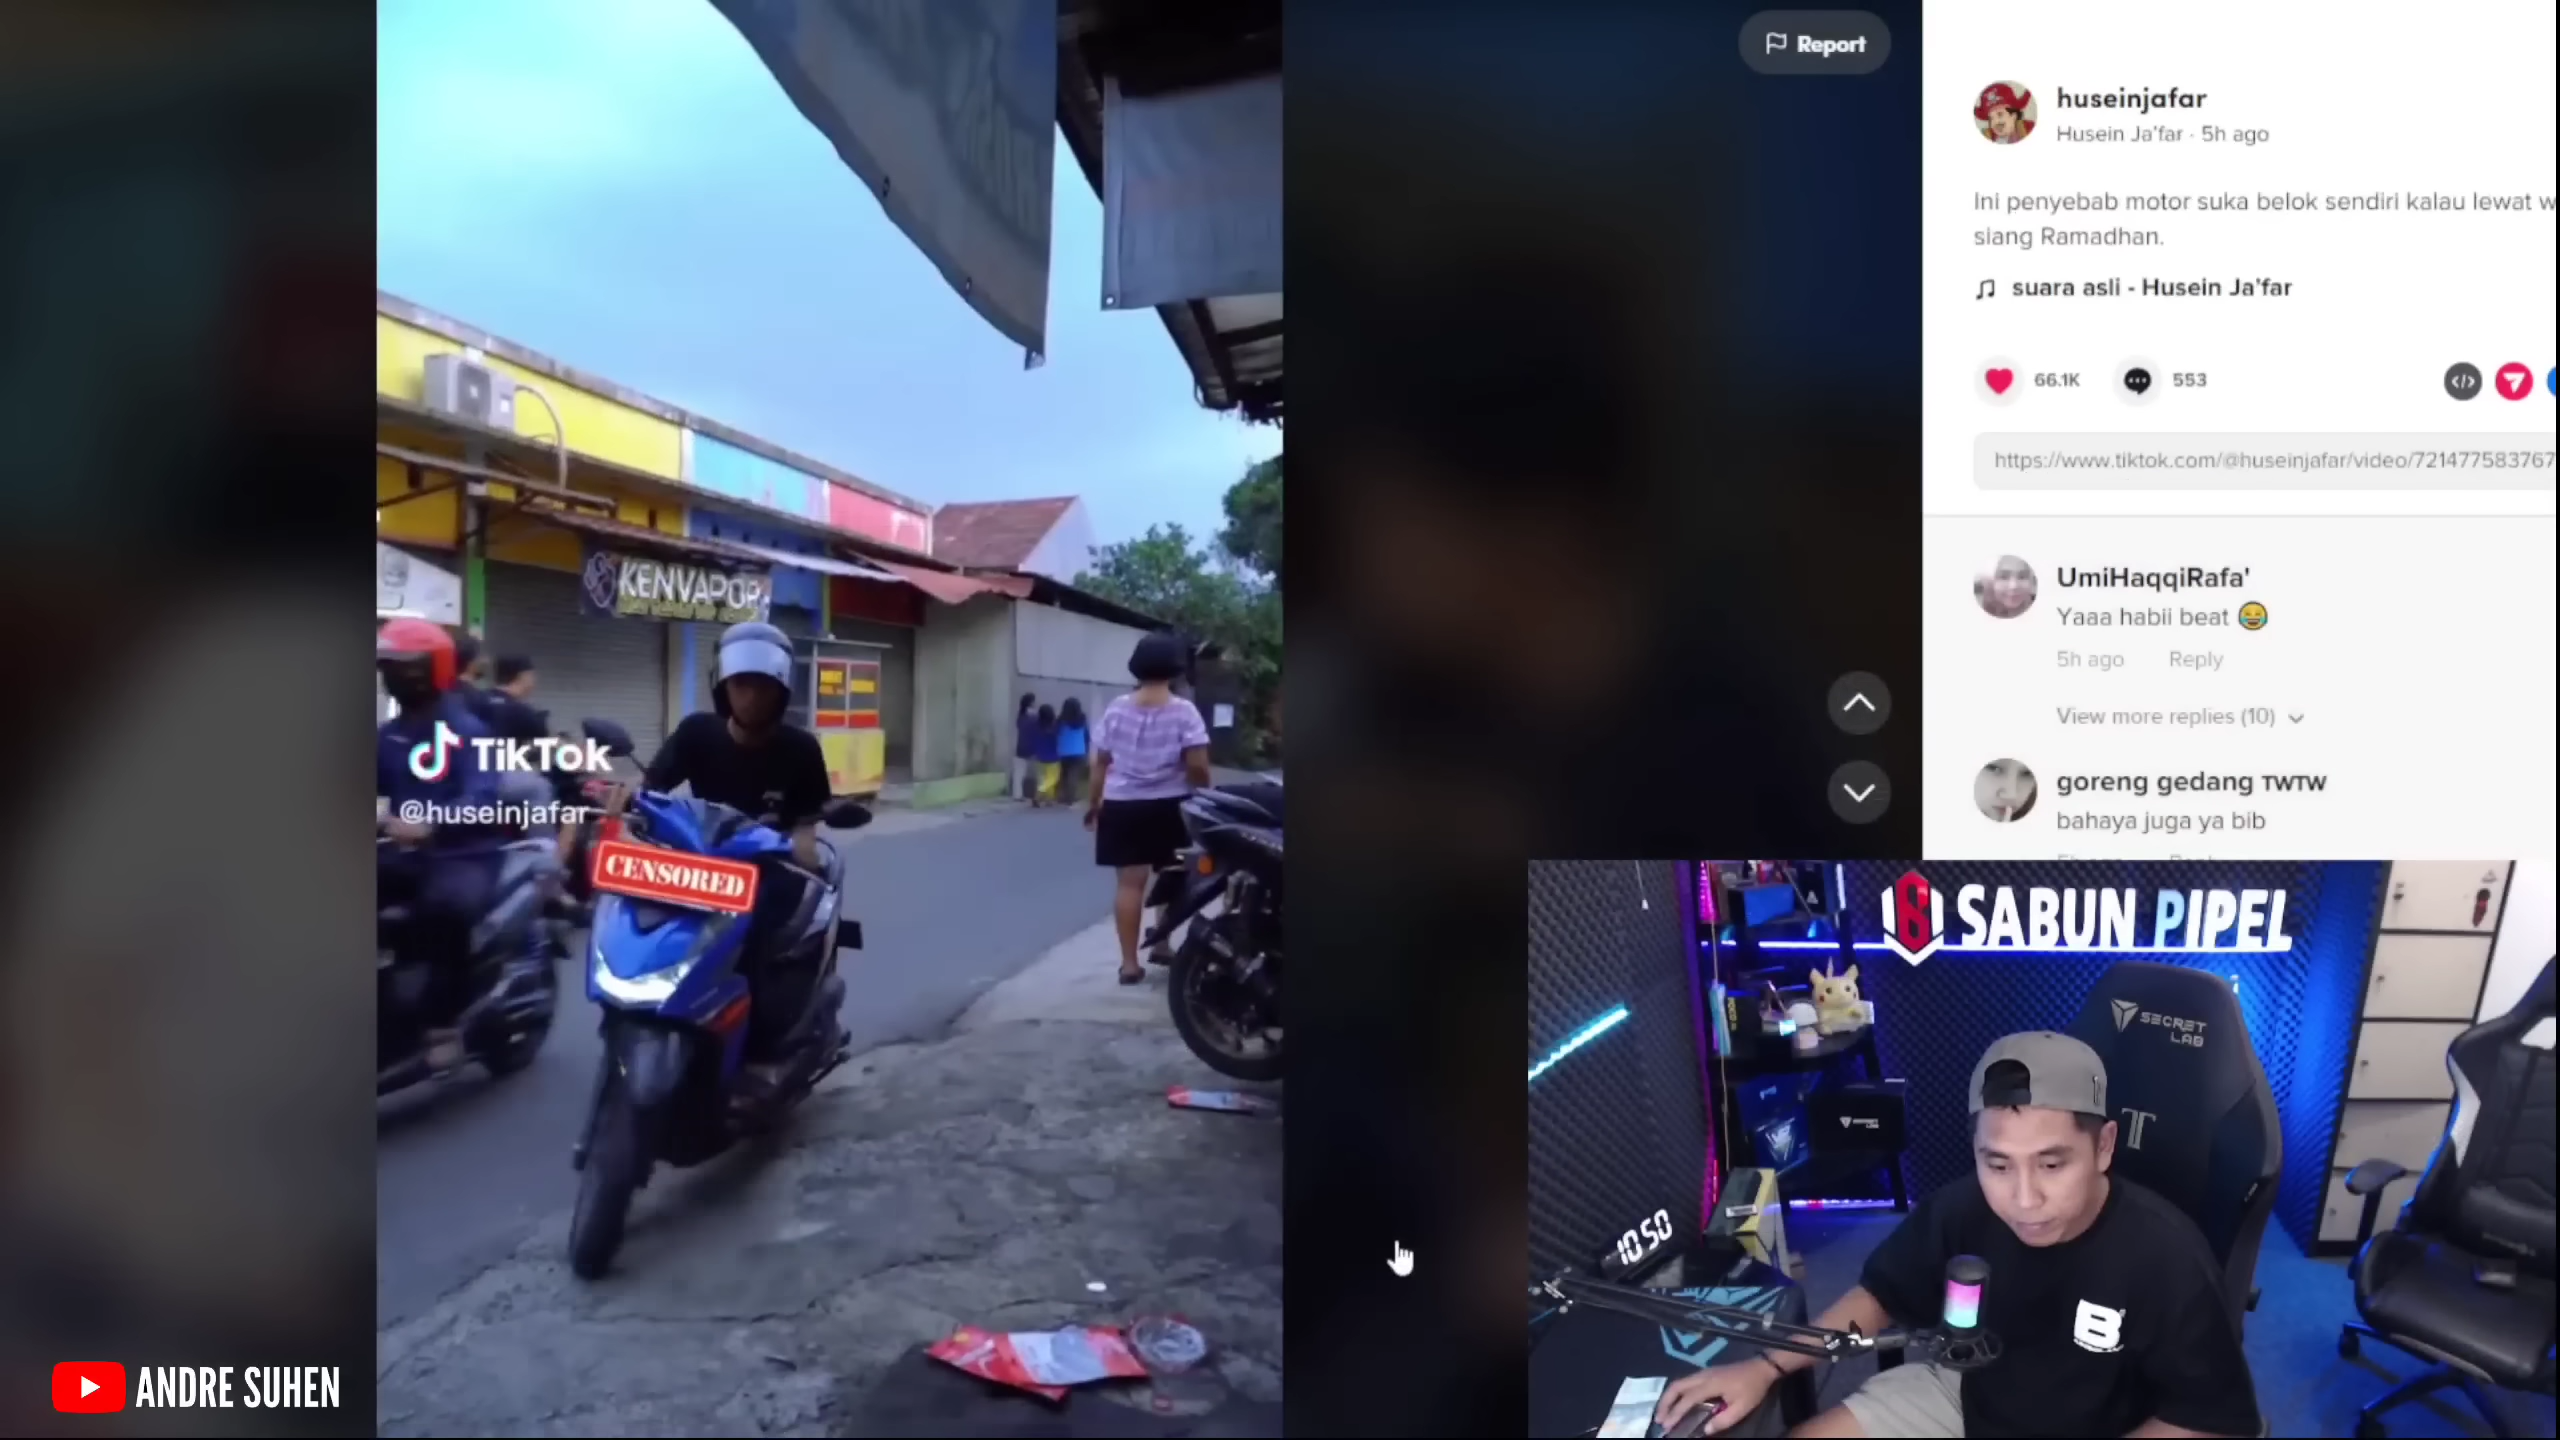 Report
huseinjafar
Husein Ja'far · 5h ago
Ini penyebab motor suka belok sendiri kalau lewat w
siang Ramadhan.
suara asli - Husein Ja'far
66.1K
553
https://www.tiktok.com/@huseinjafar/video/721477583767
UmiHaqqiRafa'
Yaaa habii beat 😂
5h ago Reply
View more replies (10)
goreng gedang TWTW
bahaya juga ya bib
KENVAPOR
TikTok
@huseinjafar
CENSORED
SABUN PIPEL
SECRET
LAB
10 50
B
ANDRE SUHEN